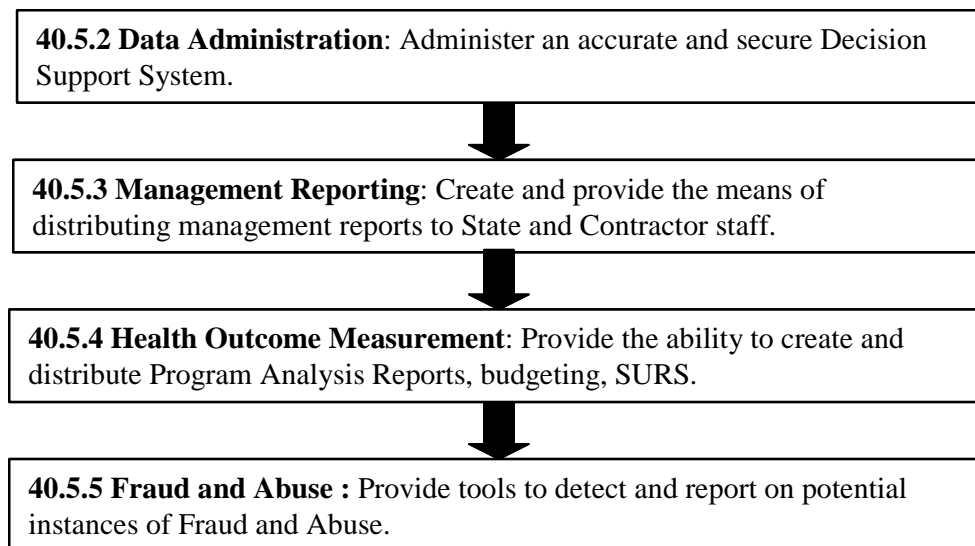 40.5.2 Data Administration: Administer an accurate and secure Decision
Support System.
40.5.3 Management Reporting: Create and provide the means of
distributing management reports to State and Contractor staff.
40.5.4 Health Outcome Measurement: Provide the ability to create and
distribute Program Analysis Reports, budgeting, SURS.
40.5.5 Fraud and Abuse : Provide tools to detect and report on potential
instances of Fraud and Abuse.